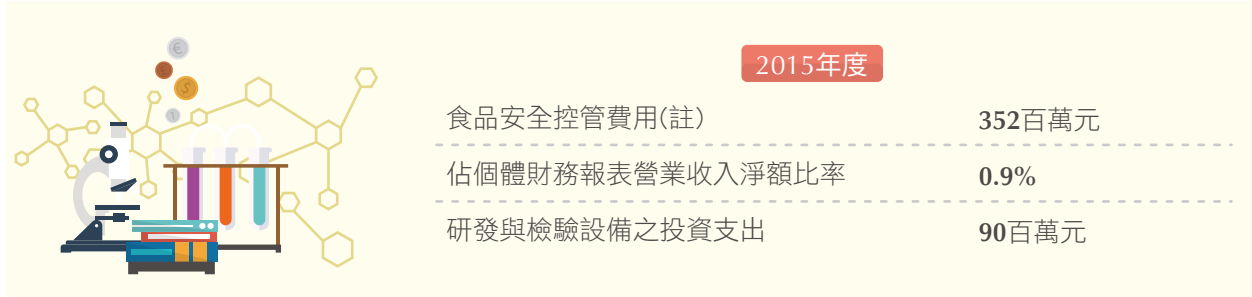 2015年度
食品安全控管費用(註) 352百萬元
佔個體財務報表營業收入淨額比率 0.9%
研發與檢驗設備之投資支出 90百萬元